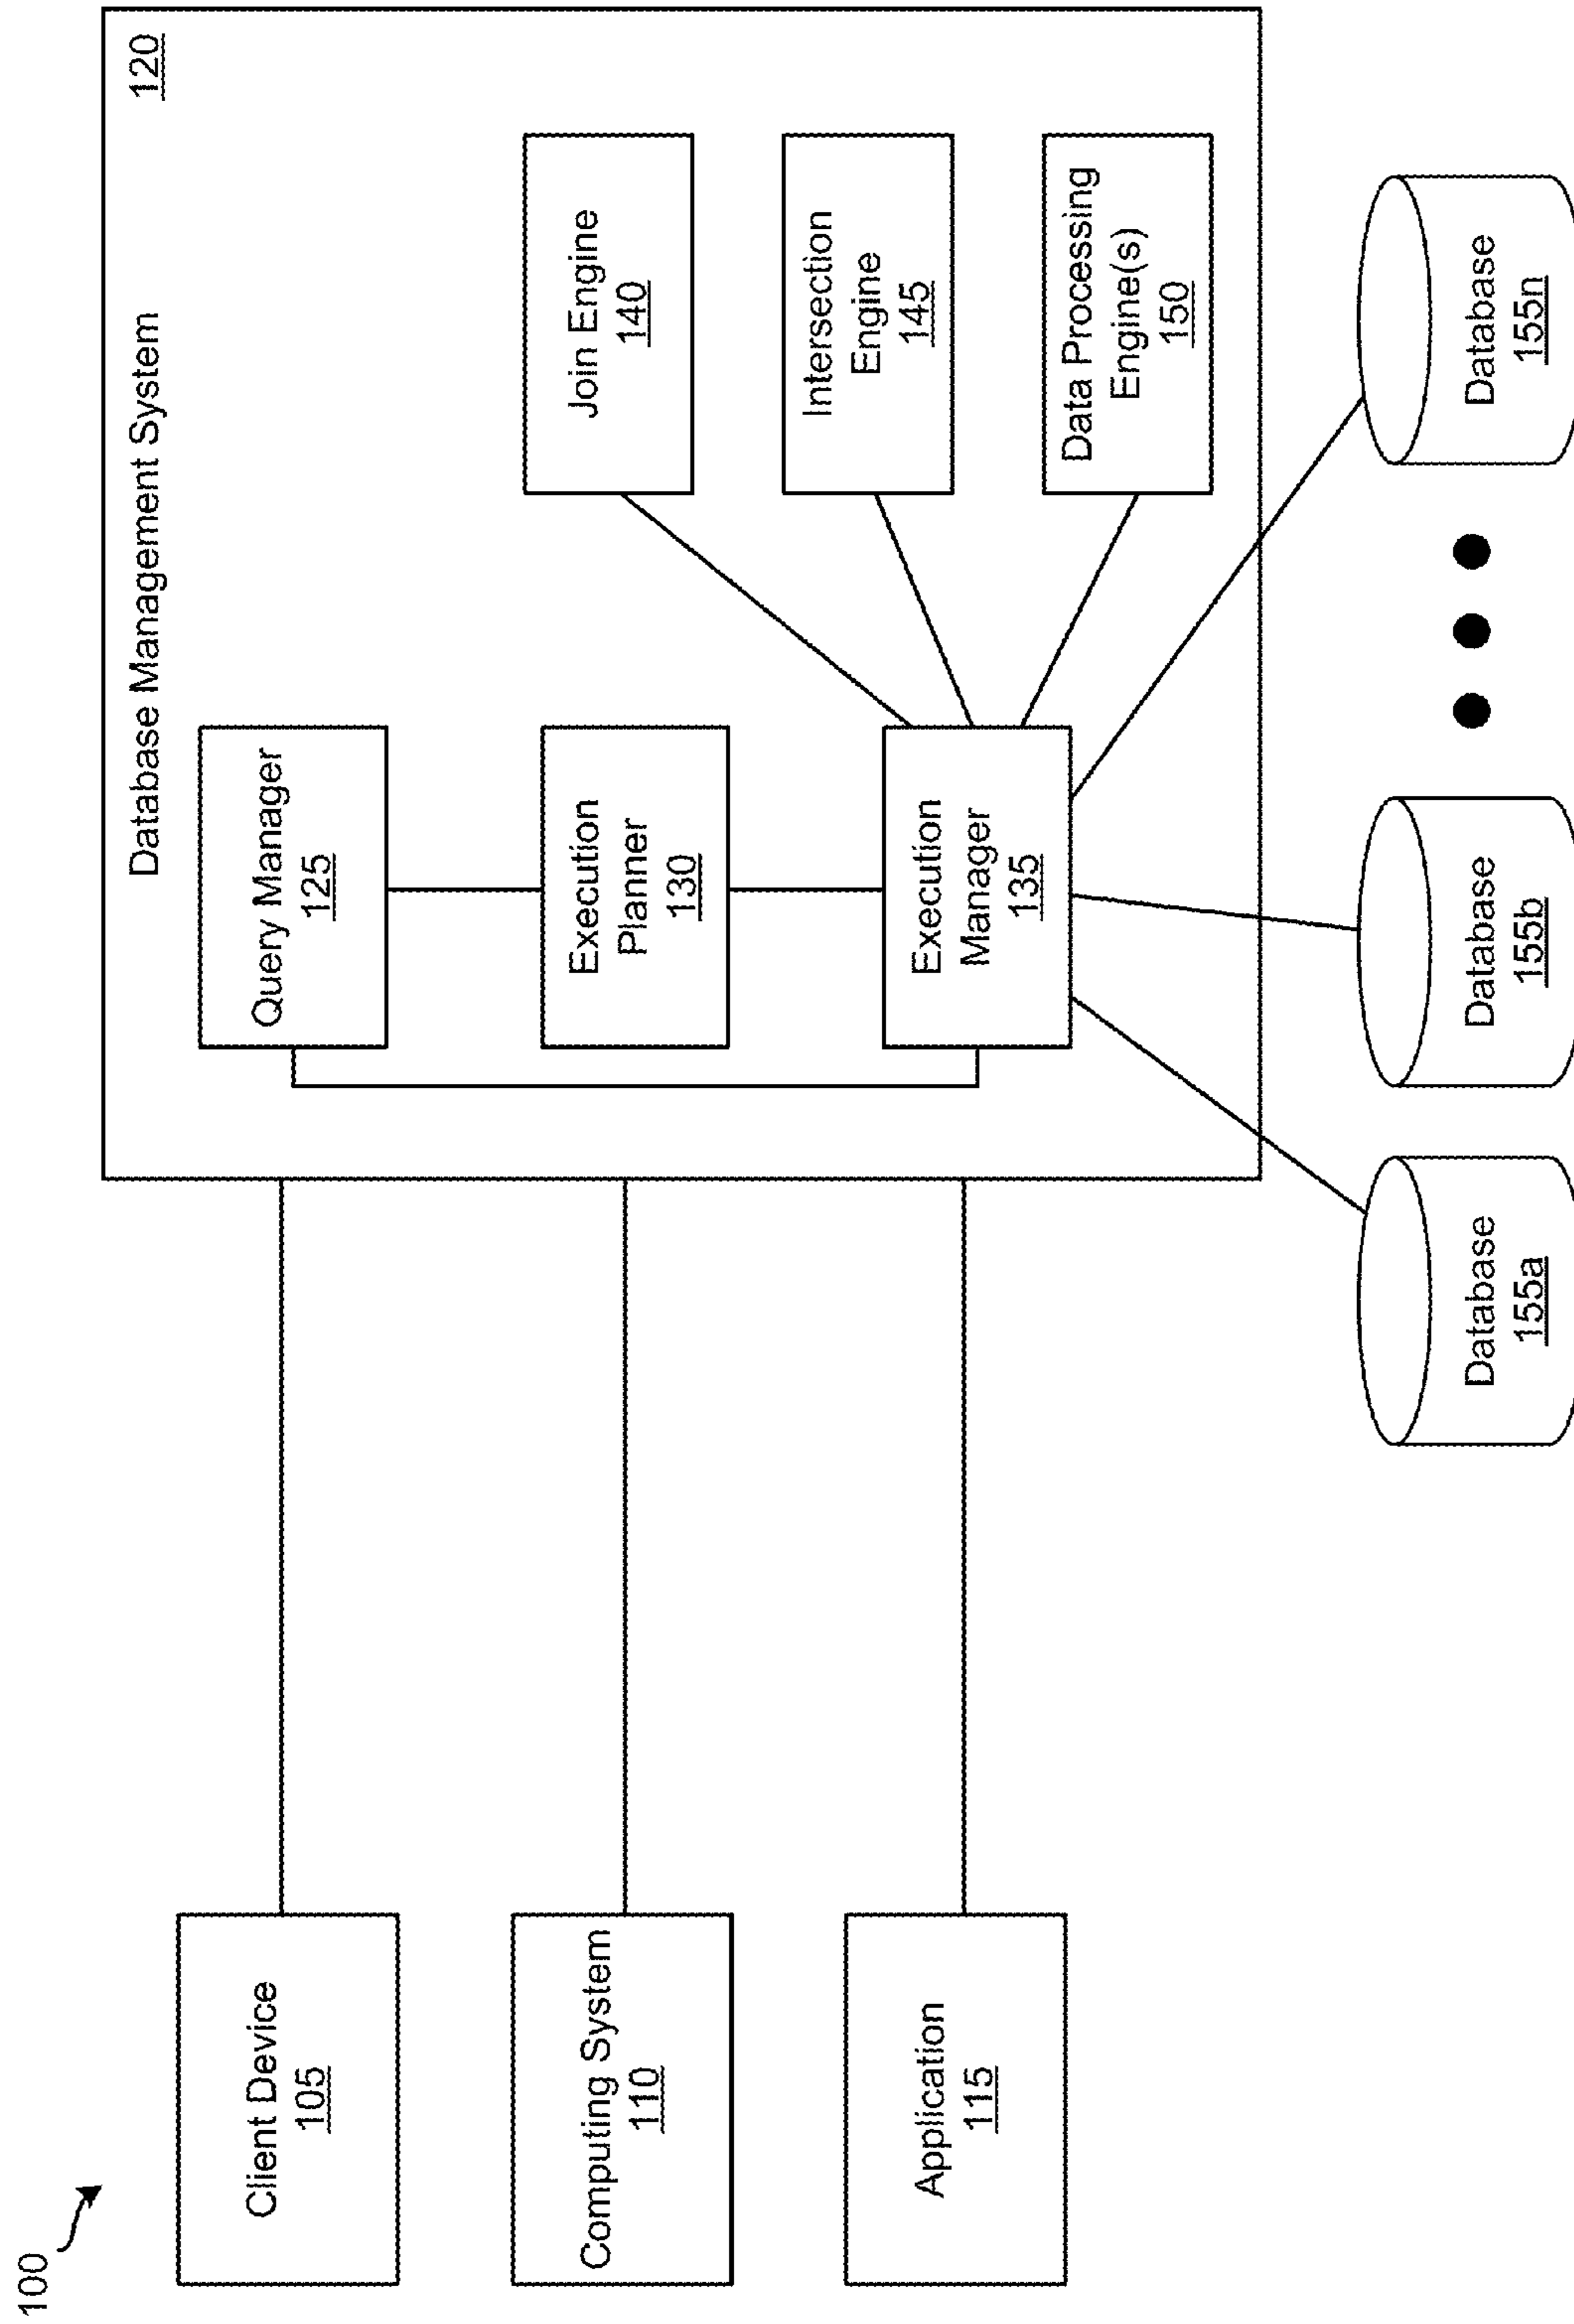 100
Client Device
105
Computing System
110
Application
115
Database Management System
120
Query Manager
125
Execution
Planner
130
Execution
Manager
135
Join Engine
140
Intersection
Engine
145
Data Processing
Engine(s)
150
Database
155a
Database
155b
Database
155n